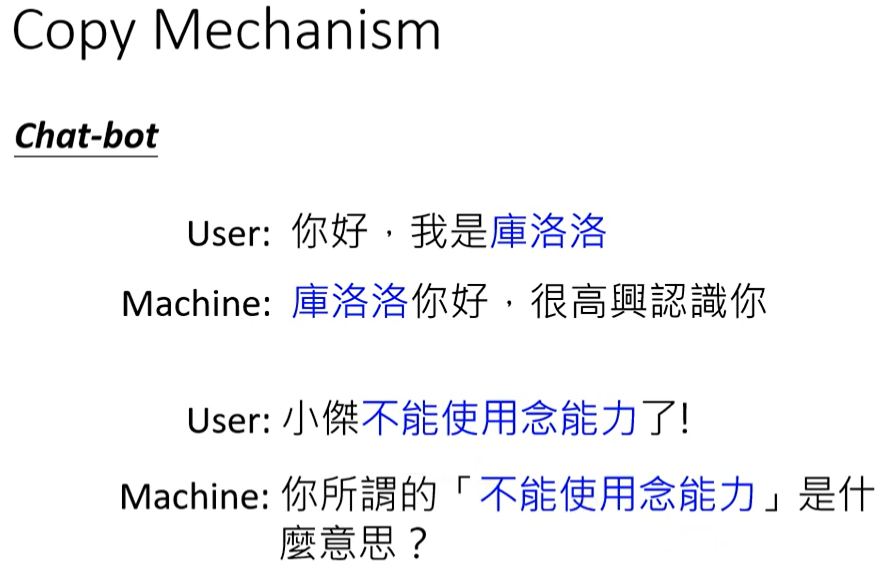 Copy Mechanism
Chat-bot
User: 你好，我是庫洛洛
Machine: 庫洛洛你好，很高興認識你
User: 小傑不能使用念能力了!
Machine: 你所謂的「不能使用念能力」是什
麼意思？